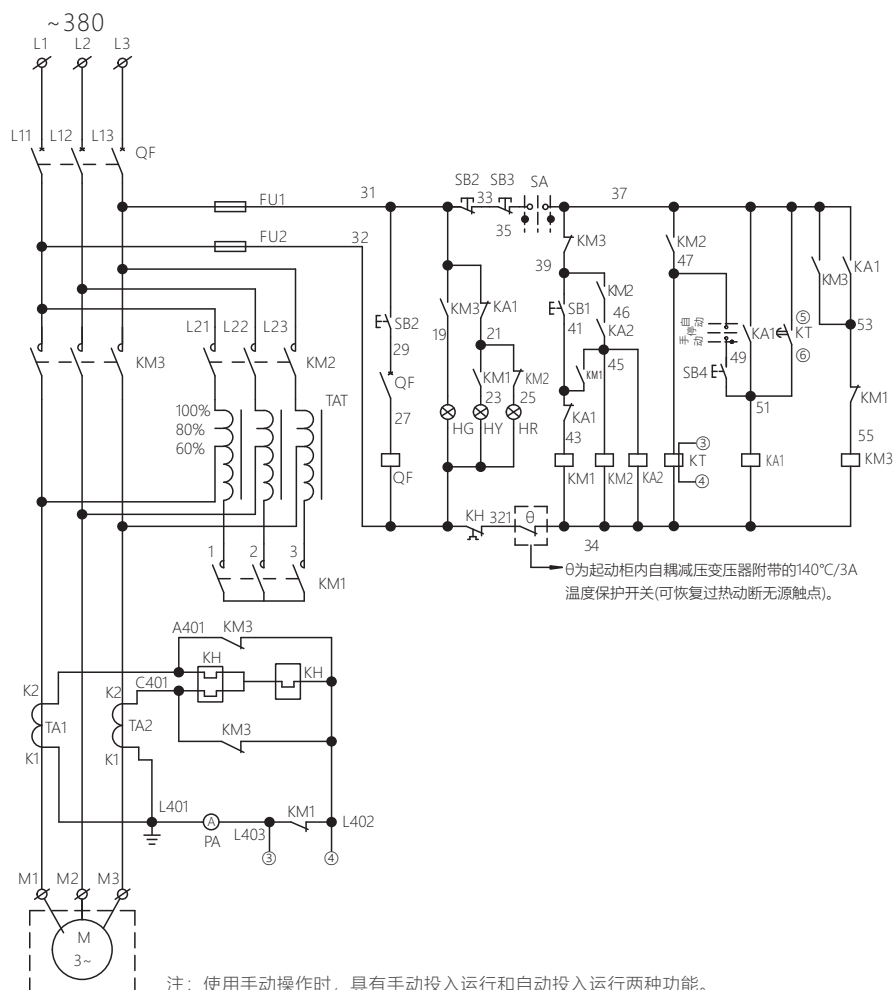 ~380
L1 L2 L3
L11 L12 L13 QF
FU1 31 SB2 33 SB3 SA 37
FU2 32 35
KM3 KM2 47
39 KM3 KA1
L21 L22 L23 SB2 KM3 KA1 SB1 KM2 46
29 19 21 41 KA2 手动 停 自动 KA1 ⑤ KT 53
KM3 KM2 QF KM1 KM2 KM1 45 49 ⑥
TAT 27 23 25 KA1 SB4 51 KM1
100%
80%
60%
HG HY HR 43 55
QF KM1 KM2 KA2 ③ KT ④ KA1 KM3
KH 321 θ
34
1 2 3 KM1
θ为起动柜内自耦减压变压器附带的140℃/3A
温度保护开关(可恢复过热动断无源触点)。
A401 KM3
KH KH
C401
K2 K2
TA1 TA2 KM3
K1 K1
L401 KM1 L402
A
PA L403
③ ④
M1 M2 M3
M
3~
注：使用手动操作时，具有手动投入运行和自动投入运行两种功能。